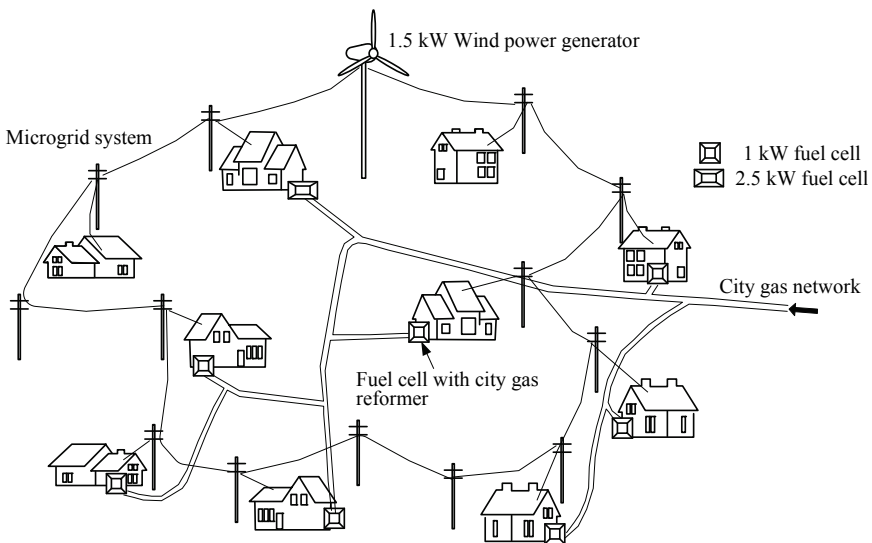 1.5 kW Wind power generator
Microgrid system
1 kW fuel cell
2.5 kW fuel cell
City gas network
Fuel cell with city gas
reformer